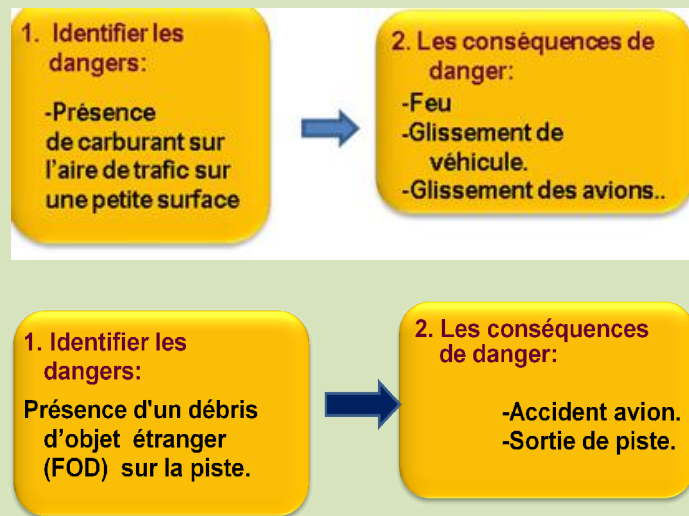 1. Identifier les
dangers:
-Présence
de carburant sur
l'aire de trafic sur
une petite surface
2. Les conséquences de
danger:
-Feu
-Glissement de
véhicule.
-Glissement des avions..
1. Identifier les
dangers:
Présence d'un débris
d'objet étranger
(FOD) sur la piste.
2. Les conséquences
de danger:
-Accident avion.
-Sortie de piste.